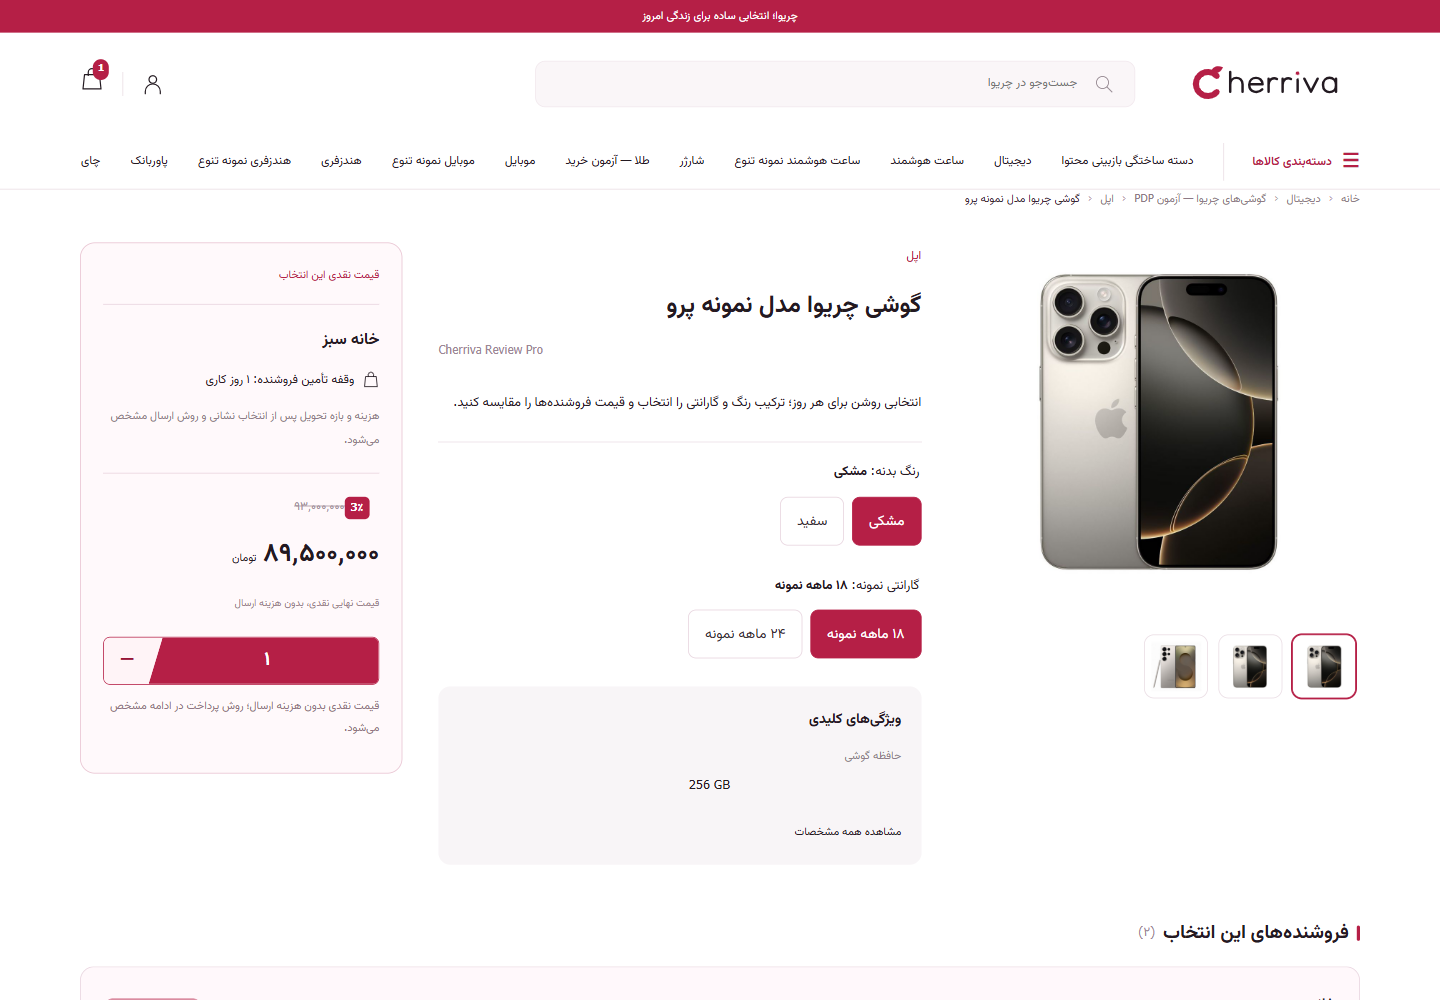 چریوا؛ انتخابی ساده برای زندگی امروز
Cherriva
جست‌وجو در چریوا
1
دسته‌بندی کالاها
دسته ساختگی بازبینی محتوا
دیجیتال
ساعت هوشمند
ساعت هوشمند نمونه تنوع
شارژر
طلا — آزمون خرید
موبایل
موبایل نمونه تنوع
هندزفری
هندزفری نمونه تنوع
پاوربانک
چای
خانه › دیجیتال › گوشی‌های چریوا — آزمون PDP › اپل › گوشی چریوا مدل نمونه پرو
اپل
گوشی چریوا مدل نمونه پرو
Cherriva Review Pro
انتخابی روشن برای هر روز؛ ترکیب رنگ و گارانتی را انتخاب و قیمت فروشنده‌ها را مقایسه کنید.
رنگ بدنه: مشکی
مشکی
سفید
گارانتی نمونه: ۱۸ ماهه نمونه
۱۸ ماهه نمونه
۲۴ ماهه نمونه
ویژگی‌های کلیدی
حافظه گوشی
256 GB
مشاهده همه مشخصات
قیمت نقدی این انتخاب
خانه سبز
وقفه تأمین فروشنده: ۱ روز کاری
هزینه و بازه تحویل پس از انتخاب نشانی و روش ارسال مشخص
می‌شود.
3٪ ۹۳,۰۰۰,۰۰۰
۸۹,۵۰۰,۰۰۰ تومان
قیمت نهایی نقدی، بدون هزینه ارسال
۱ −
قیمت نقدی بدون هزینه ارسال؛ روش پرداخت در ادامه مشخص
می‌شود.
فروشنده‌های این انتخاب (۲)